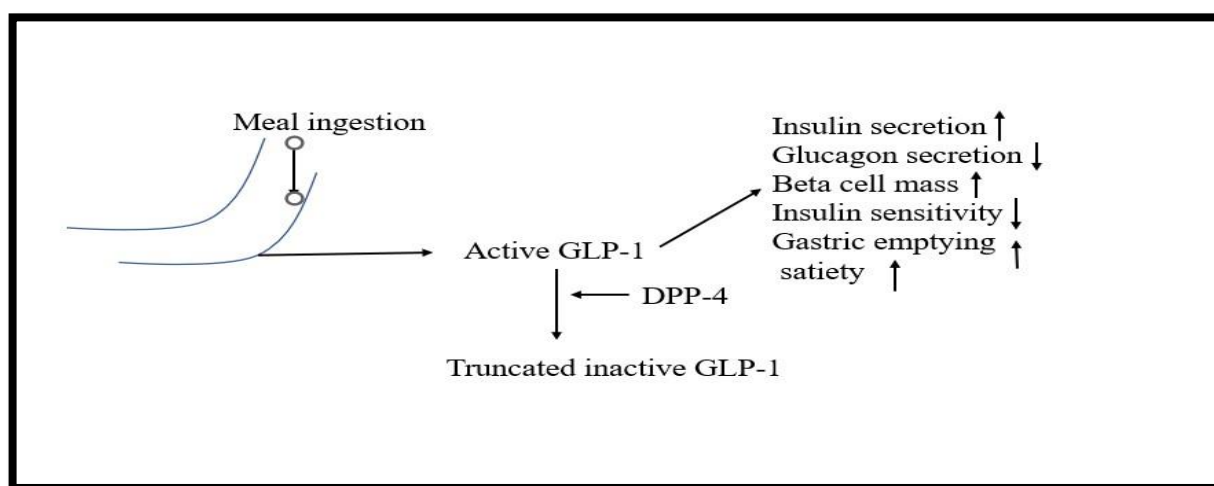 Meal ingestion
Insulin secretion ↑
Glucagon secretion ↓
Beta cell mass ↑
Insulin sensitivity ↓
Gastric emptying ↑
satiety ↑
Active GLP-1
DPP-4
Truncated inactive GLP-1